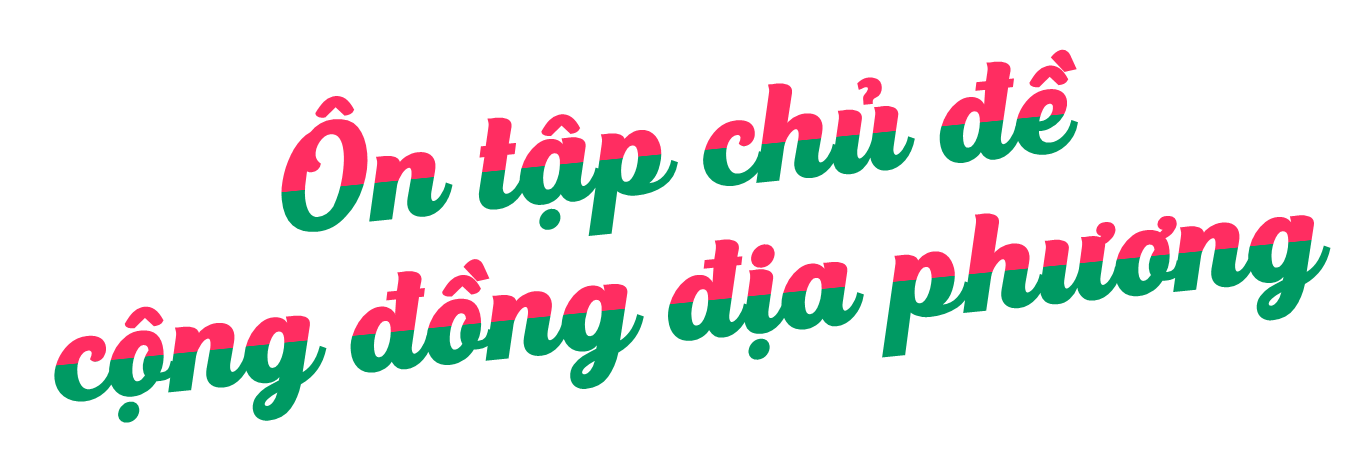 Ôn tập chủ đề
cộng đồng địa phương